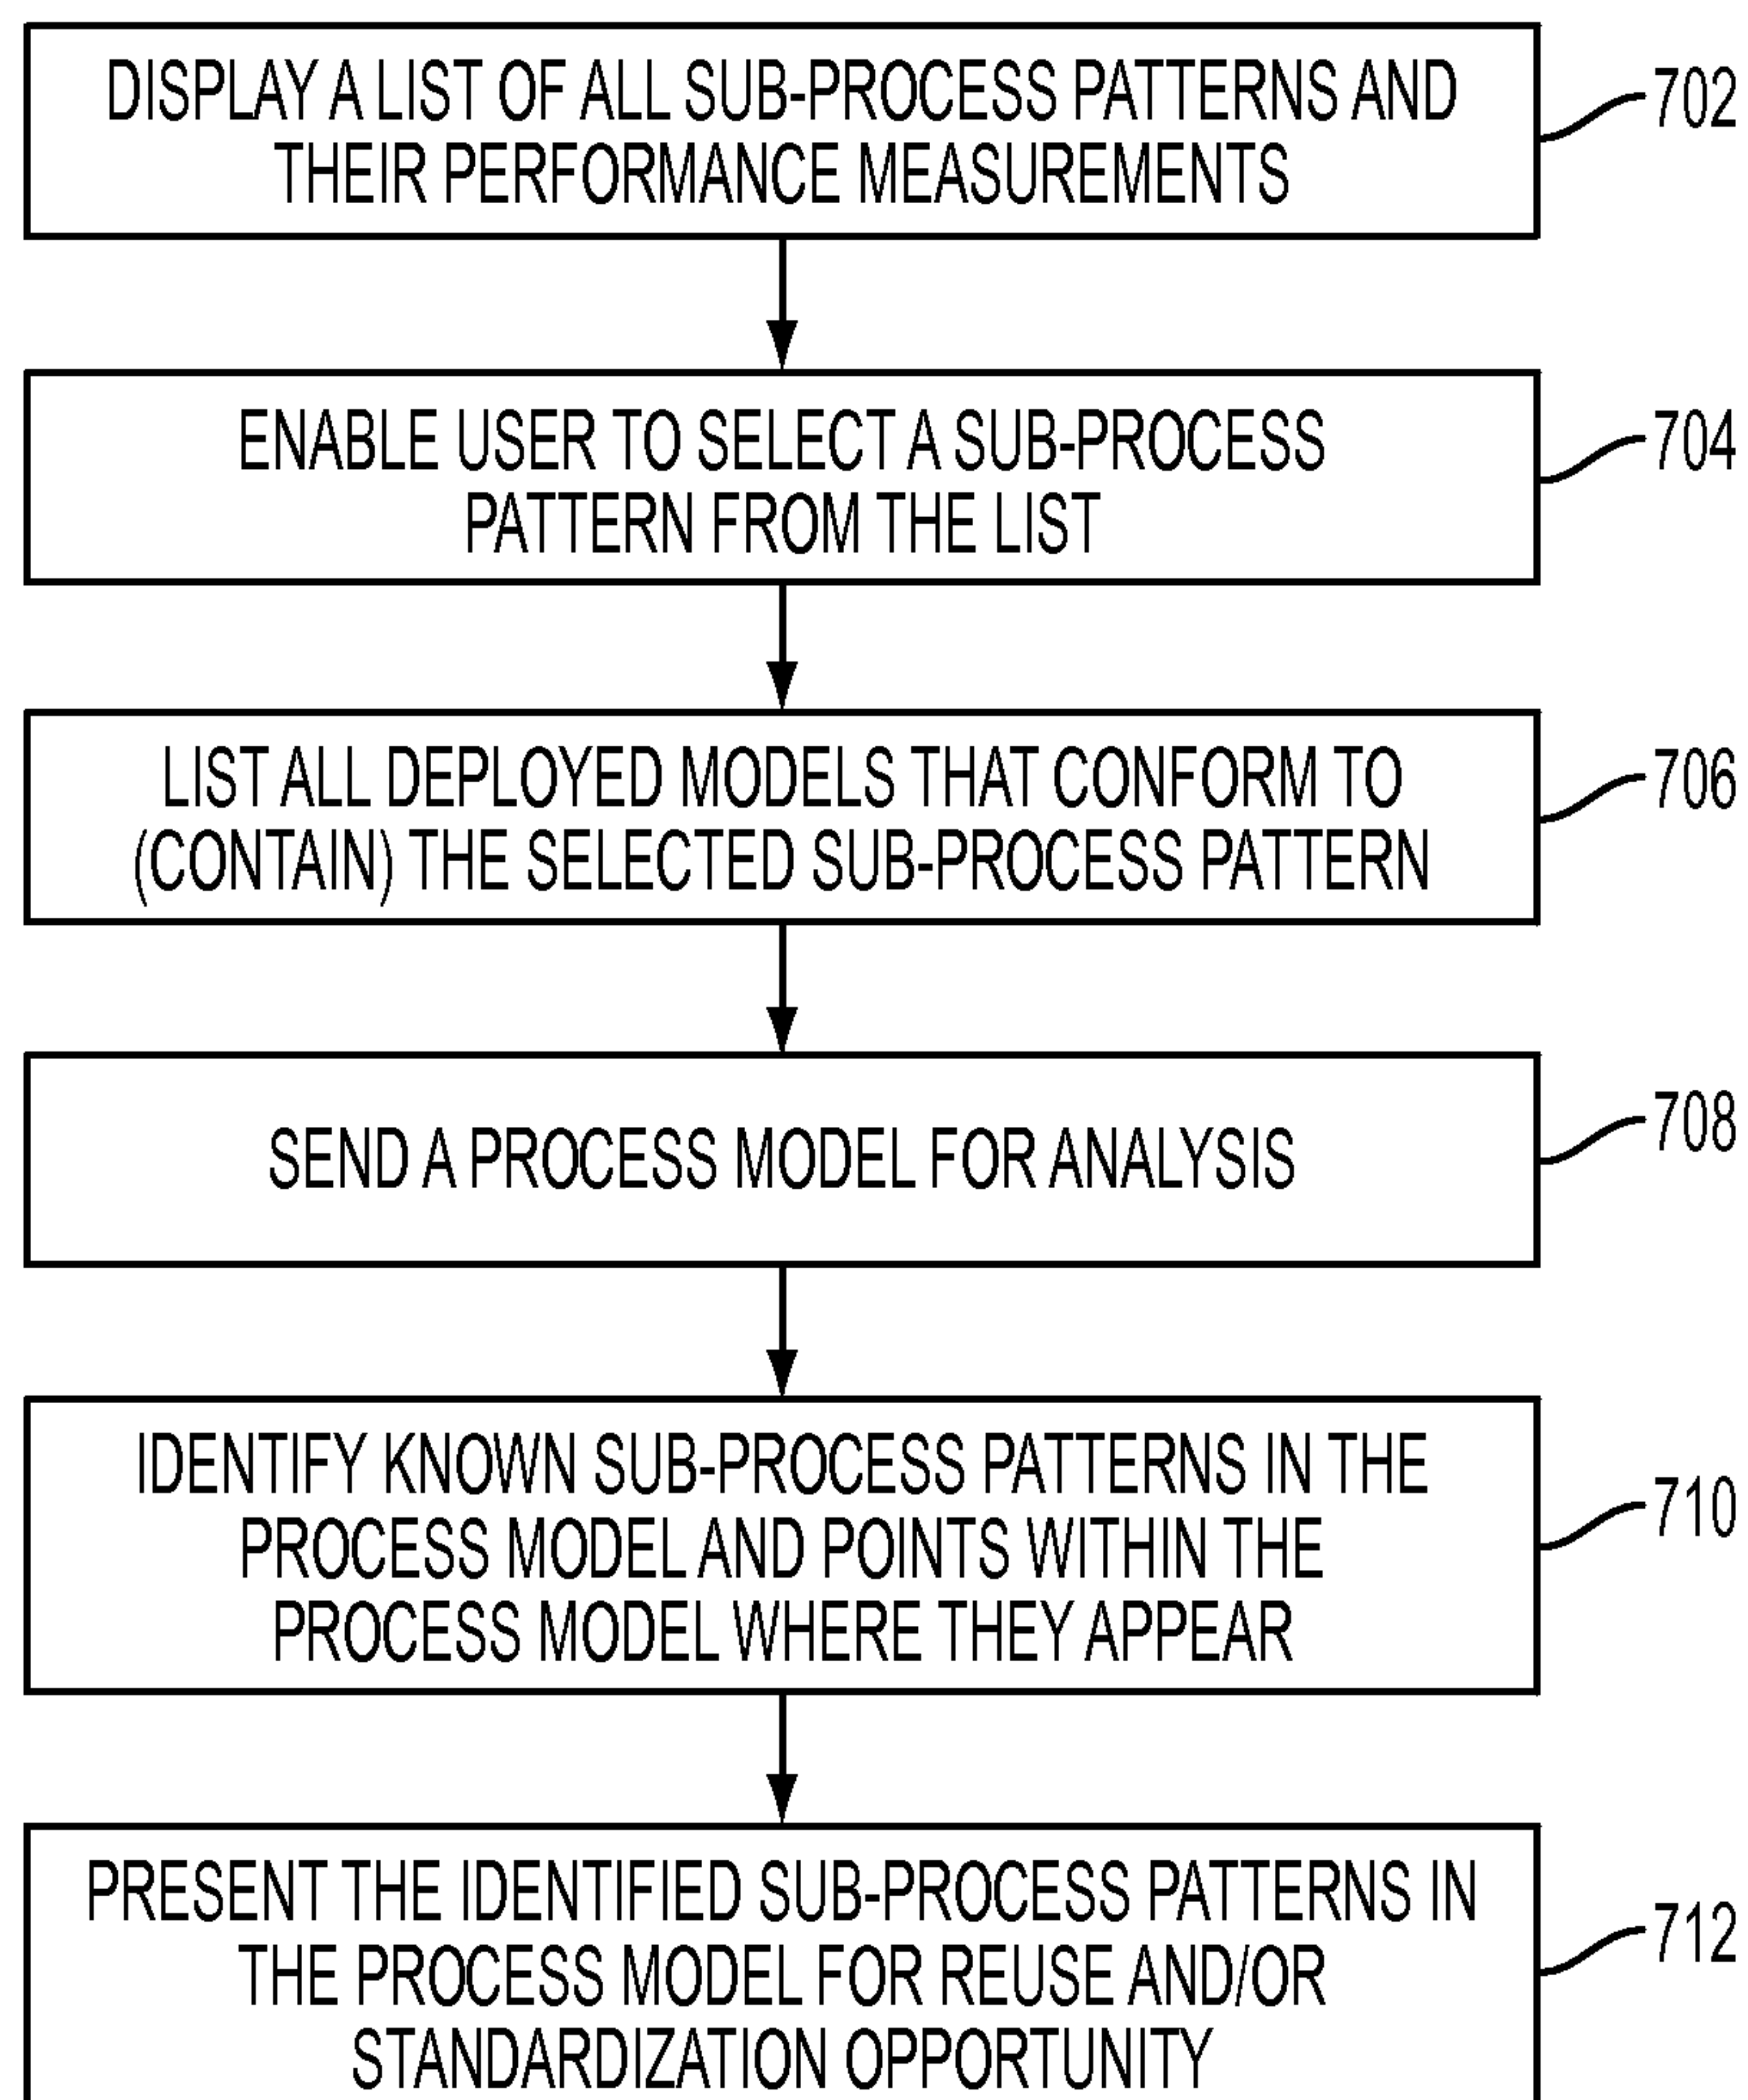 DISPLAY A LIST OF ALL SUB-PROCESS PATTERNS AND
THEIR PERFORMANCE MEASUREMENTS
702
ENABLE USER TO SELECT A SUB-PROCESS
PATTERN FROM THE LIST
704
LIST ALL DEPLOYED MODELS THAT CONFORM TO
(CONTAIN) THE SELECTED SUB-PROCESS PATTERN
706
SEND A PROCESS MODEL FOR ANALYSIS
708
IDENTIFY KNOWN SUB-PROCESS PATTERNS IN THE
PROCESS MODEL AND POINTS WITHIN THE
PROCESS MODEL WHERE THEY APPEAR
710
PRESENT THE IDENTIFIED SUB-PROCESS PATTERNS IN
THE PROCESS MODEL FOR REUSE AND/OR
STANDARDIZATION OPPORTUNITY
712